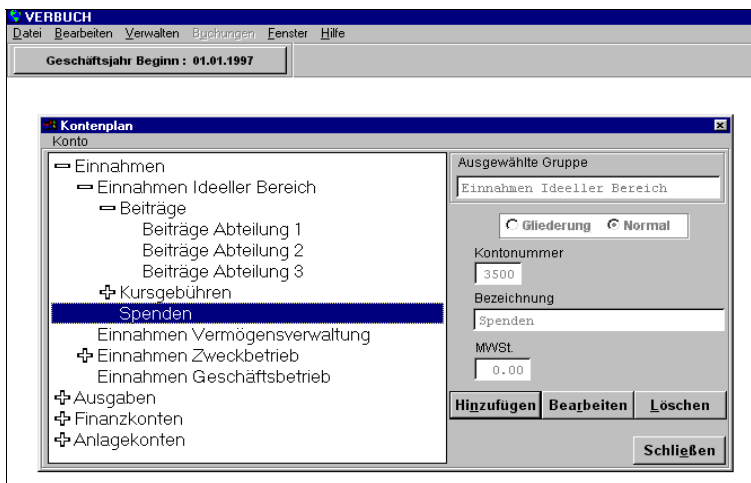 VERBUCH
Datei Bearbeiten Verwalten Buchungen Fenster Hilfe
Geschäftsjahr Beginn : 01.01.1997
Kontenplan
Konto
Einnahmen
Einnahmen Ideeller Bereich
Beiträge
Beiträge Abteilung 1
Beiträge Abteilung 2
Beiträge Abteilung 3
Kursgebühren
Spenden
Einnahmen Vermögensverwaltung
Einnahmen Zweckbetrieb
Einnahmen Geschäftsbetrieb
Ausgaben
Finanzkonten
Anlagekonten
Ausgewählte Gruppe
Einnahmen Ideeller Bereich
Gliederung Normal
Kontonummer
3500
Bezeichnung
Spenden
MWSt.
0.00
Hinzufügen Bearbeiten Löschen
Schließen